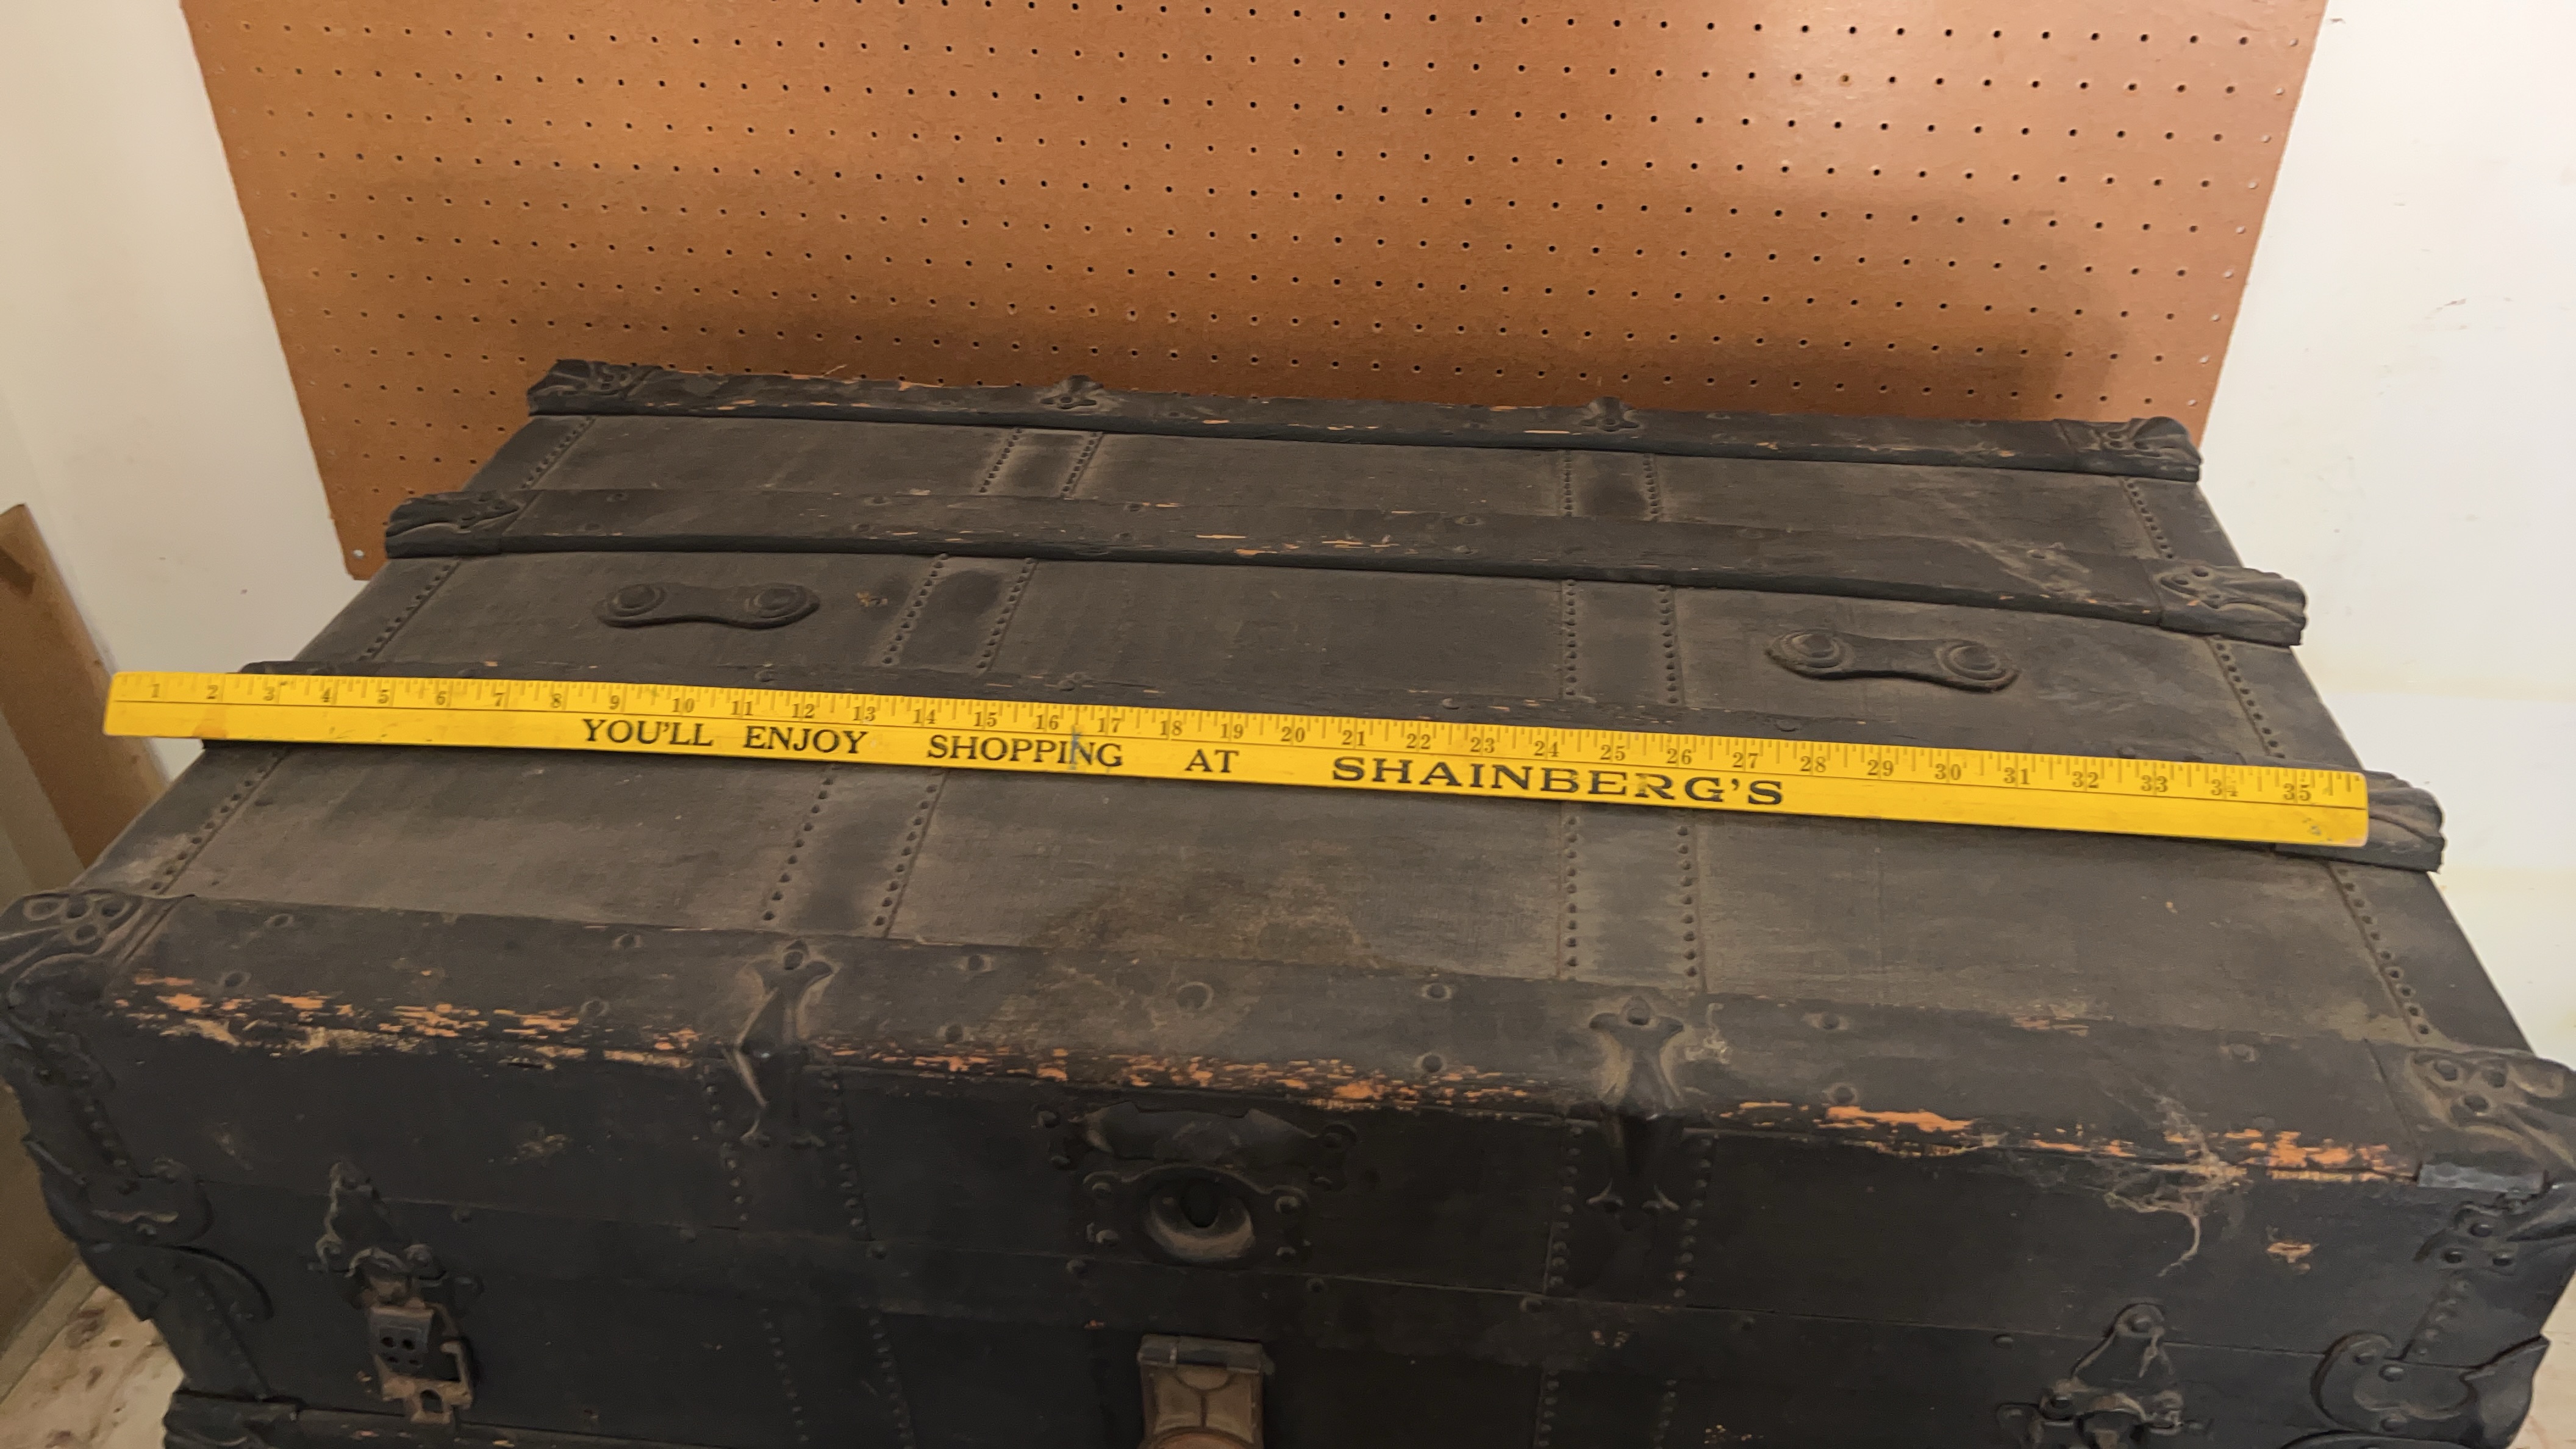 1 2 3 4 5 6 7 8 9 10 11 12 13 14 15 16 17 18 19 20 21 22 23 24 25 26 27 28 29 30 31 32 33 34 35
YOU'LL ENJOY SHOPPING AT SHAINBERG'S